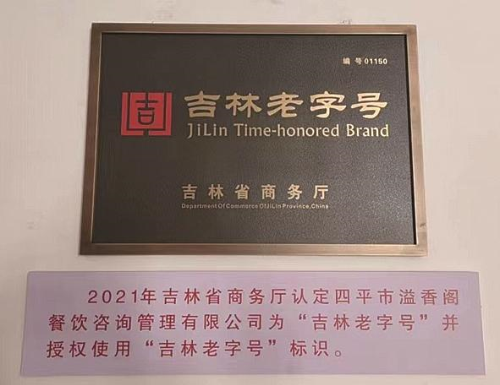 编号01160
吉 吉林老字号
JiLin Time-honored Brand
吉林省商务厅
Department Of Commerce Of JiLin Province,China
2021年吉林省商务厅认定四平市溢香阁
餐饮咨询管理有限公司为“吉林老字号”并
授权使用“吉林老字号”标识。